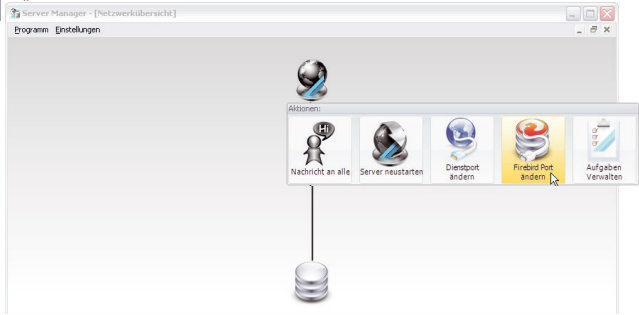 Server Manager - [Netzwerkübersicht]
Programm Einstellungen
Aktionen:
Hi
Nachricht an alle
Server neustarten
Dienstport
ändern
Firebird Port
ändern
Aufgaben
Verwalten